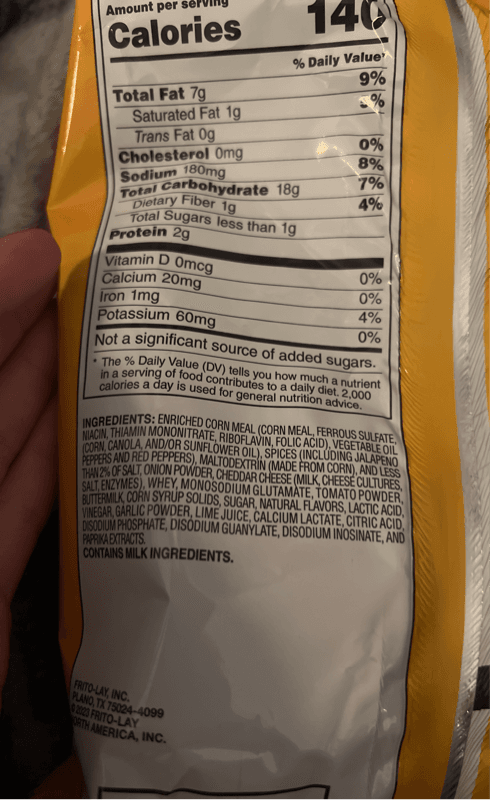 Amount per serving
Calories 140
% Daily Value*
Total Fat 7g 9%
Saturated Fat 1g 5%
Trans Fat 0g
Cholesterol 0mg 0%
Sodium 180mg 8%
Total Carbohydrate 18g 7%
Dietary Fiber 1g 4%
Total Sugars less than 1g
Protein 2g
Vitamin D 0mcg 0%
Calcium 20mg 0%
Iron 1mg 4%
Potassium 60mg 0%
Not a significant source of added sugars.
* The % Daily Value (DV) tells you how much a nutrient
in a serving of food contributes to a daily diet. 2,000
calories a day is used for general nutrition advice.
INGREDIENTS: ENRICHED CORN MEAL (CORN MEAL, FERROUS SULFATE,
NIACIN, THIAMIN MONONITRATE, RIBOFLAVIN, FOLIC ACID), VEGETABLE OIL
(CORN, CANOLA, AND/OR SUNFLOWER OIL), SPICES (INCLUDING JALAPENO
PEPPERS AND RED PEPPERS), MALTODEXTRIN (MADE FROM CORN), AND LESS
THAN 2% OF SALT, ONION POWDER, CHEDDAR CHEESE (MILK, CHEESE CULTURES,
SALT, ENZYMES), WHEY, MONOSODIUM GLUTAMATE, TOMATO POWDER,
BUTTERMILK, CORN SYRUP SOLIDS, SUGAR, NATURAL FLAVORS, LACTIC ACID,
VINEGAR, GARLIC POWDER, LIME JUICE, CALCIUM LACTATE, CITRIC ACID,
DISODIUM PHOSPHATE, DISODIUM GUANYLATE, DISODIUM INOSINATE, AND
PAPRIKA EXTRACTS.
CONTAINS MILK INGREDIENTS.
FRITO-LAY, INC.
PLANO, TX 75024-4099
© 2023 FRITO-LAY
NORTH AMERICA, INC.